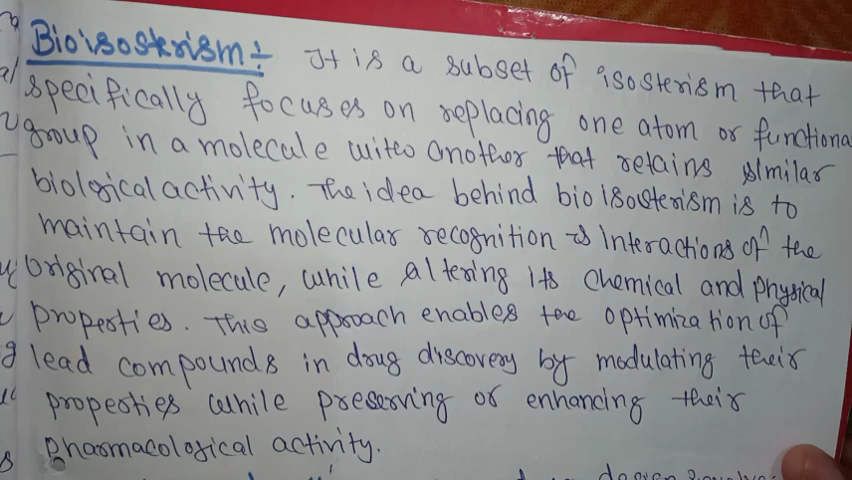 Bioisosterism÷ It is a subset of isosterism that
specifically focuses on replacing one atom or functional
group in a molecule with another that retains similar
biological activity. The idea behind bioisosterism is to
maintain the molecular recognition & Interactions of the
original molecule, while altering its chemical and physical
properties. This approach enables the optimization of
lead compounds in drug discovery by modulating their
properties while preserving or enhancing their
pharmacological activity.